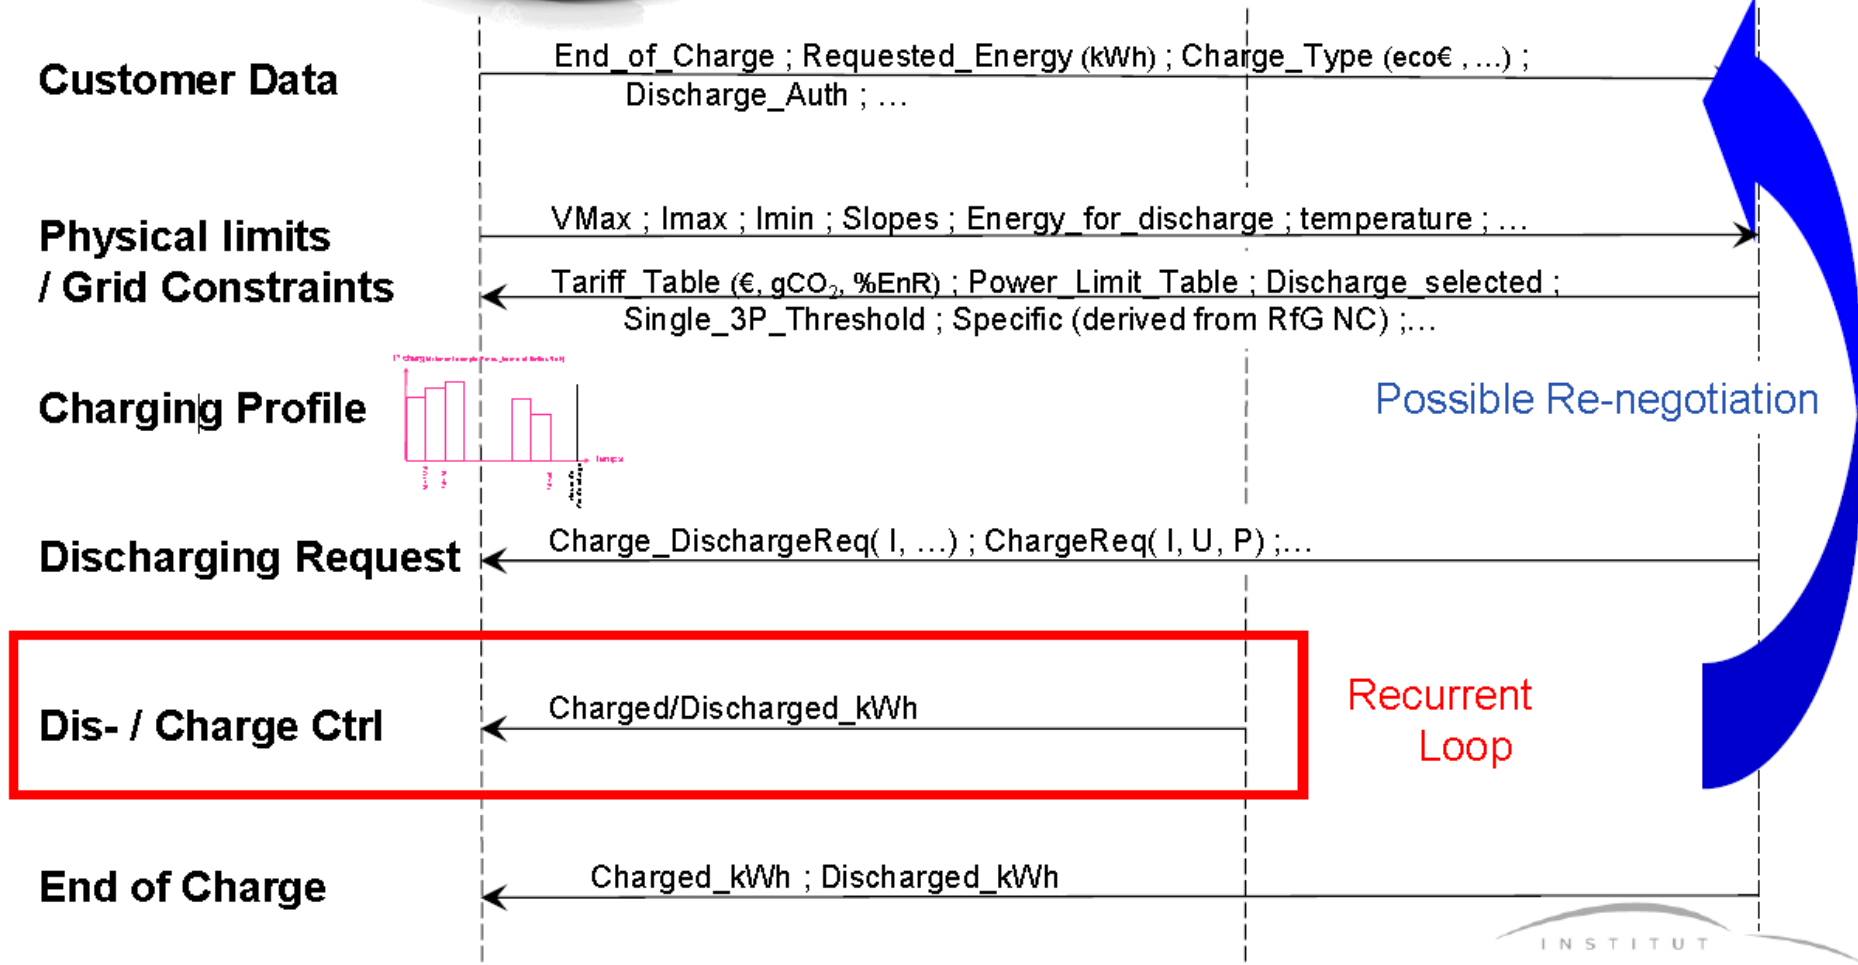 Customer Data
End_of_Charge ; Requested_Energy (kWh) ; Charge_Type (eco€ , ...) ;
Discharge_Auth ; ...
Physical limits
/ Grid Constraints
VMax ; Imax ; Imin ; Slopes ; Energy_for_discharge ; temperature ; ...
Tariff_Table (€, gCO₂, %EnR) ; Power_Limit_Table ; Discharge_selected ;
Single_3P_Threshold ; Specific (derived from RfG NC) ;...
Charging Profile
Possible Re-negotiation
Discharging Request
Charge_DischargeReq( I, ...) ; ChargeReq( I, U, P) ;...
Dis- / Charge Ctrl
Charged/Discharged_kWh
Recurrent
Loop
End of Charge
Charged_kWh ; Discharged_kWh
INSTITUT